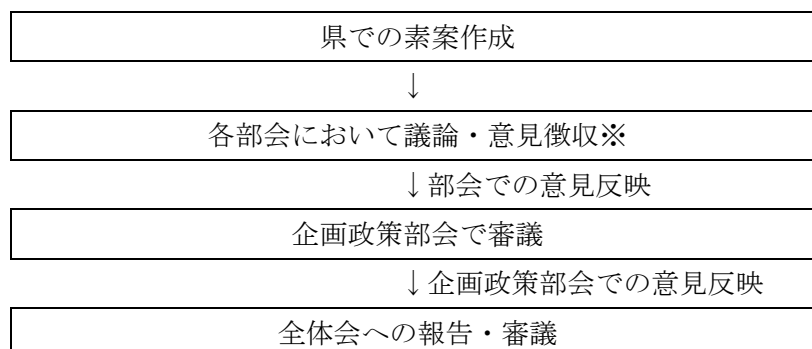 県での素案作成
↓
各部会において議論・意見徴収※
↓部会での意見反映
企画政策部会で審議
↓企画政策部会での意見反映
全体会への報告・審議